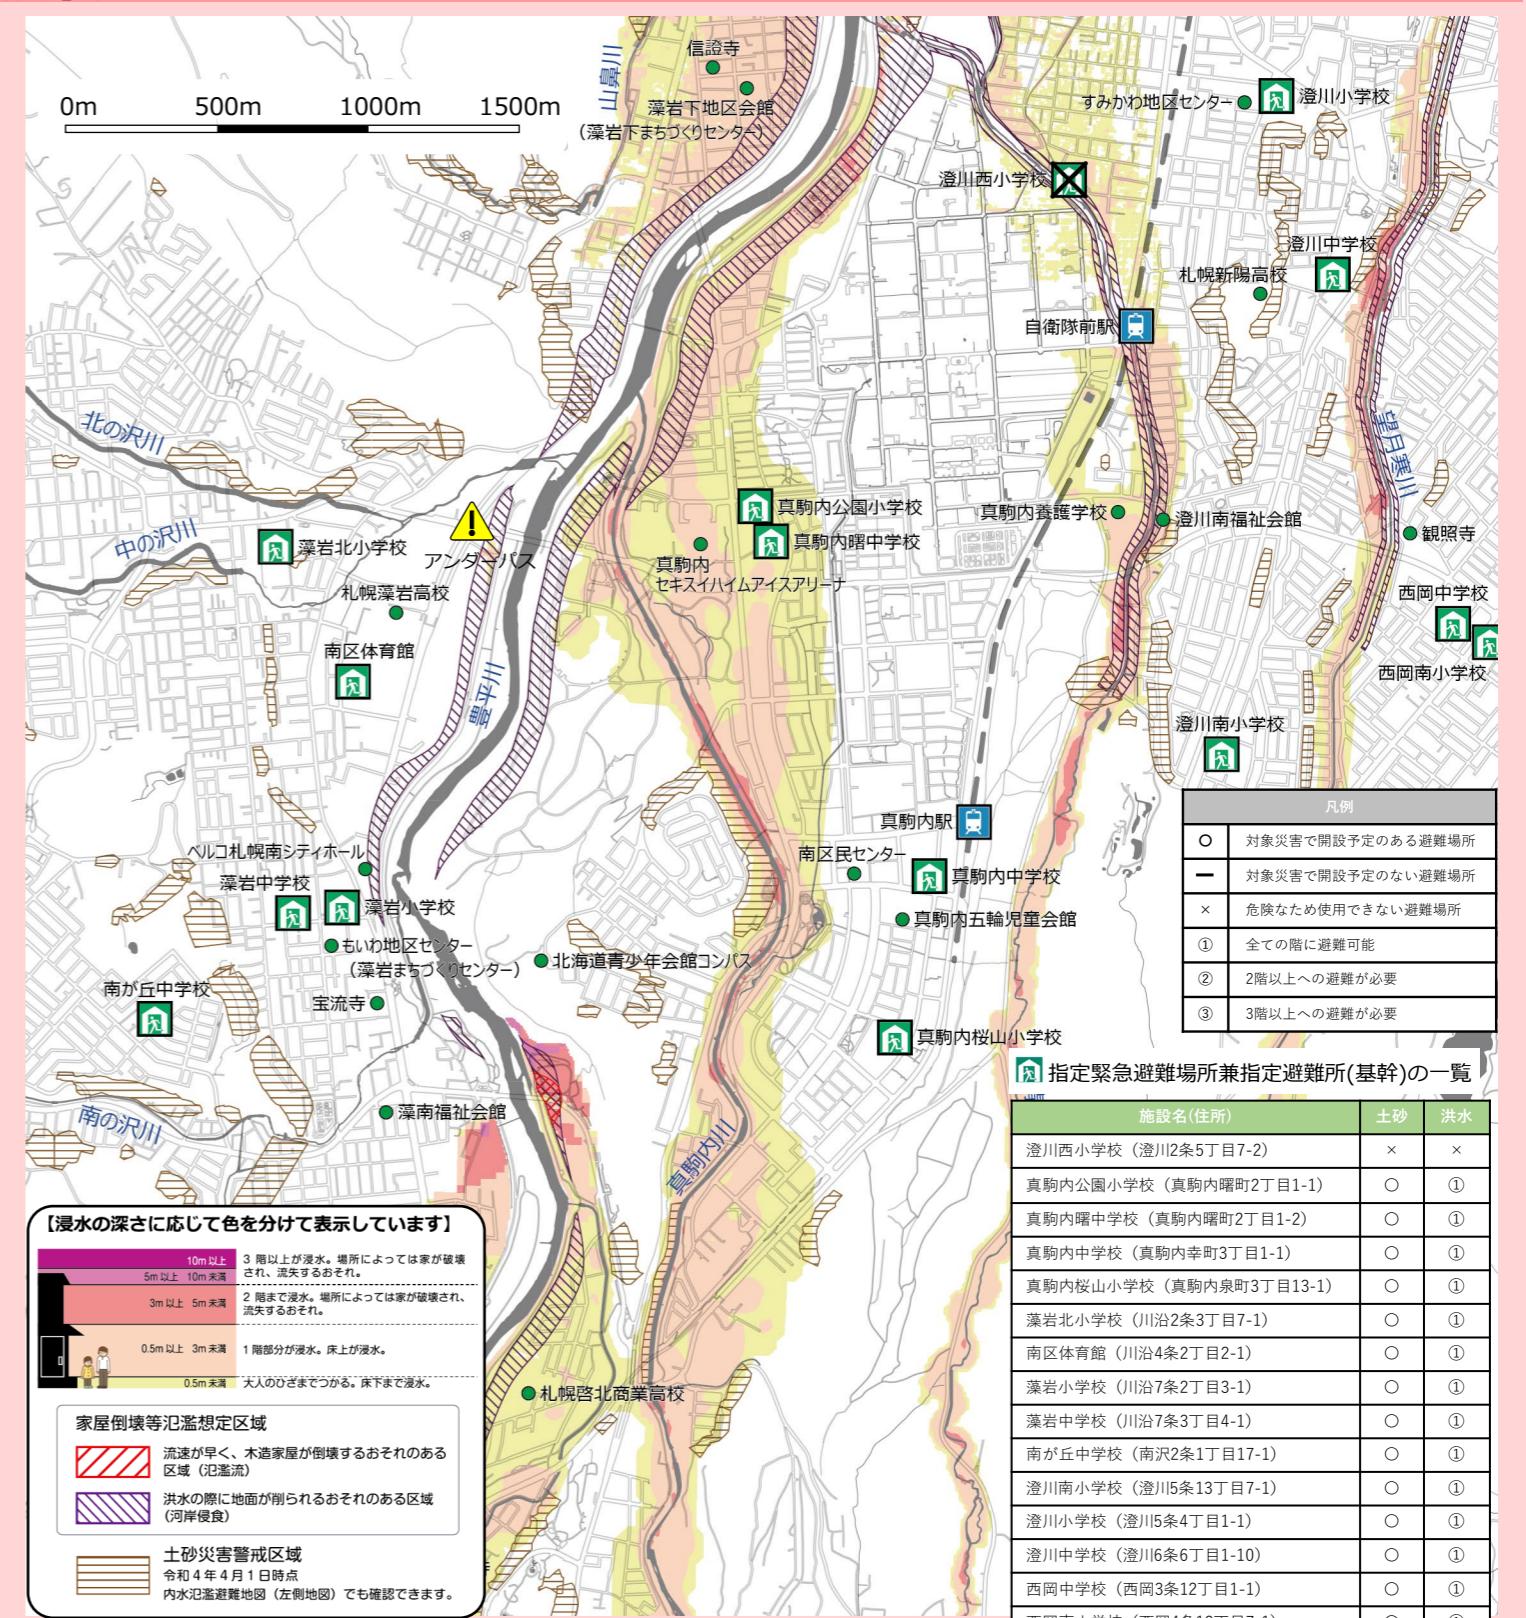 0m 500m 1000m 1500m
山鼻川
信證寺
藻岩下地区会館
(藻岩下まちづくりセンター)
すみかわ地区センター
澄川小学校
澄川西小学校
澄川中学校
札幌新陽高校
自衛隊前駅
北の沢川
望月寒川
中の沢川
藻岩北小学校
アンダーパス
真駒内公園小学校
真駒内曙中学校
真駒内
セキスイハイムアイスアリーナ
真駒内養護学校
澄川南福祉会館
観照寺
札幌藻岩高校
南区体育館
西岡中学校
西岡南小学校
豊平川
澄川南小学校
真駒内駅
南区民センター
真駒内中学校
真駒内五輪児童会館
ベルコ札幌南シティホール
藻岩中学校
藻岩小学校
もいわ地区センター
(藻岩まちづくりセンター)
北海道青少年会館コンパス
南が丘中学校
宝流寺
真駒内桜山小学校
南の沢川
藻南福祉会館
真駒内川
札幌啓北商業高校
凡例
○ 対象災害で開設予定のある避難場所
ー 対象災害で開設予定のない避難場所
× 危険なため使用できない避難場所
① 全ての階に避難可能
② 2階以上への避難が必要
③ 3階以上への避難が必要
指定緊急避難場所兼指定避難所(基幹)の一覧
施設名(住所) 土砂 洪水
澄川西小学校（澄川2条5丁目7-2） × ×
真駒内公園小学校（真駒内曙町2丁目1-1） ○ ①
真駒内曙中学校（真駒内曙町2丁目1-2） ○ ①
真駒内中学校（真駒内幸町3丁目1-1） ○ ①
真駒内桜山小学校（真駒内泉町3丁目13-1） ○ ①
藻岩北小学校（川沿2条3丁目7-1） ○ ①
南区体育館（川沿4条2丁目2-1） ○ ①
藻岩小学校（川沿7条2丁目3-1） ○ ①
藻岩中学校（川沿7条3丁目4-1） ○ ①
南が丘中学校（南沢2条1丁目17-1） ○ ①
澄川南小学校（澄川5条13丁目7-1） ○ ①
澄川小学校（澄川5条4丁目1-1） ○ ①
澄川中学校（澄川6条6丁目1-10） ○ ①
西岡中学校（西岡3条12丁目1-1） ○ ①
【浸水の深さに応じて色を分けて表示しています】
10m 以上
5m 以上 10m 未満
3 階以上が浸水。場所によっては家が破壊
され、流失するおそれ。
3m 以上 5m 未満
2 階まで浸水。場所によっては家が破壊され、
流失するおそれ。
0.5m 以上 3m 未満 1 階部分が浸水。床上が浸水。
0.5m 未満 大人のひざまでつかる。床下まで浸水。
家屋倒壊等氾濫想定区域
流速が早く、木造家屋が倒壊するおそれのある
区域（氾濫流）
洪水の際に地面が削られるおそれのある区域
（河岸侵食）
土砂災害警戒区域
令和４年４月１日時点
内水氾濫避難地図（左側地図）でも確認できます。